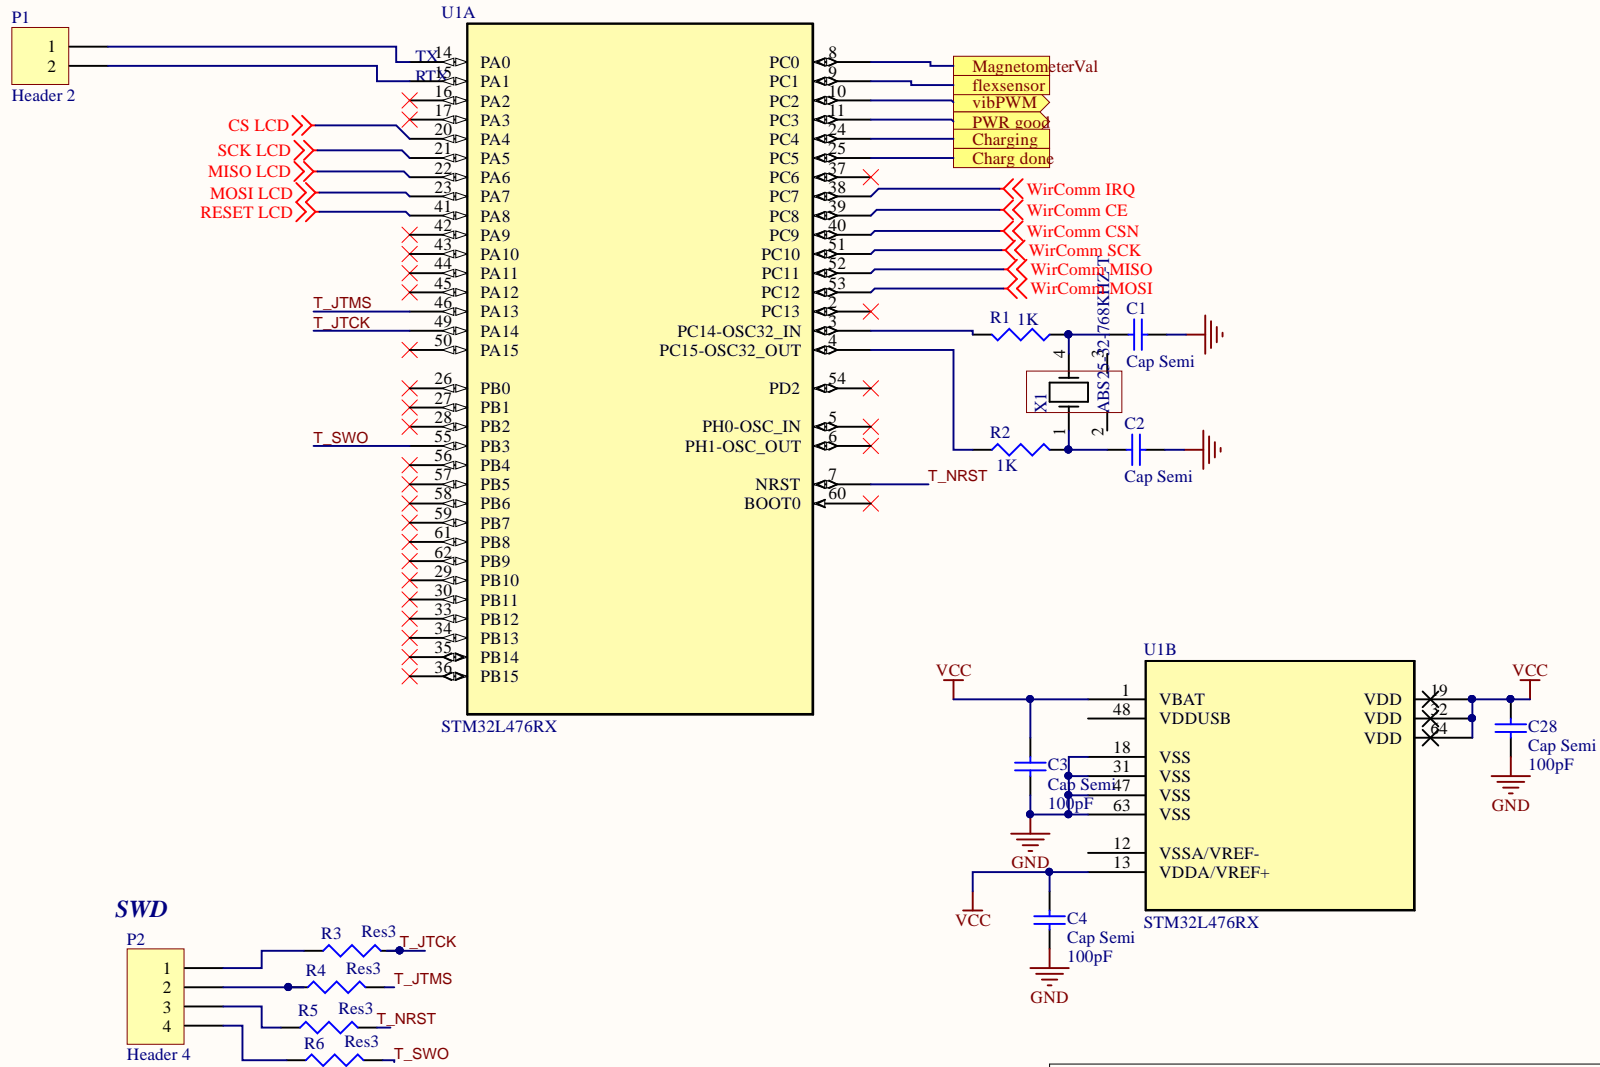 P1
1
2
Header 2
U1A
TX
RTX
14 PA0
15 PA1
16 PA2
17 PA3
20 PA4
21 PA5
22 PA6
23 PA7
41 PA8
42 PA9
43 PA10
44 PA11
45 PA12
46 PA13
49 PA14
50 PA15
26 PB0
27 PB1
28 PB2
55 PB3
56 PB4
57 PB5
58 PB6
59 PB7
61 PB8
62 PB9
29 PB10
30 PB11
33 PB12
34 PB13
35 PB14
36 PB15
CS LCD
SCK LCD
MISO LCD
MOSI LCD
RESET LCD
T_JTMS
T_JTCK
T_SWO
PC0 8
PC1 9
PC2 10
PC3 11
PC4 24
PC5 25
PC6 37
PC7 38
PC8 39
PC9 40
PC10 51
PC11 52
PC12 53
PC13 2
PC14-OSC32_IN 3
PC15-OSC32_OUT 4
PD2 54
PH0-OSC_IN 5
PH1-OSC_OUT 6
NRST 7
BOOT0 60
STM32L476RX
MagnetometerVal
flexsensor
vibPWM
PWR good
Charging
Charg done
WirComm IRQ
WirComm CE
WirComm CSN
WirComm SCK
WirComm MISO
WirComm MOSI
R1 1K
C1
Cap Semi
4
3
X1
ABS25-32.768KHZ-T
1
2
R2
1K
C2
Cap Semi
T_NRST
U1B
VCC
1 VBAT
48 VDDUSB
18 VSS
31 VSS
47 VSS
63 VSS
12 VSSA/VREF-
13 VDDA/VREF+
VDD 19
VDD 32
VDD 64
VCC
C28
Cap Semi
100pF
GND
C3
Cap Semi
100pF
GND
VCC
C4
Cap Semi
100pF
GND
STM32L476RX
SWD
P2
1
2
3
4
Header 4
R3 Res3 T_JTCK
R4 Res3 T_JTMS
R5 Res3 T_NRST
R6 Res3 T_SWO